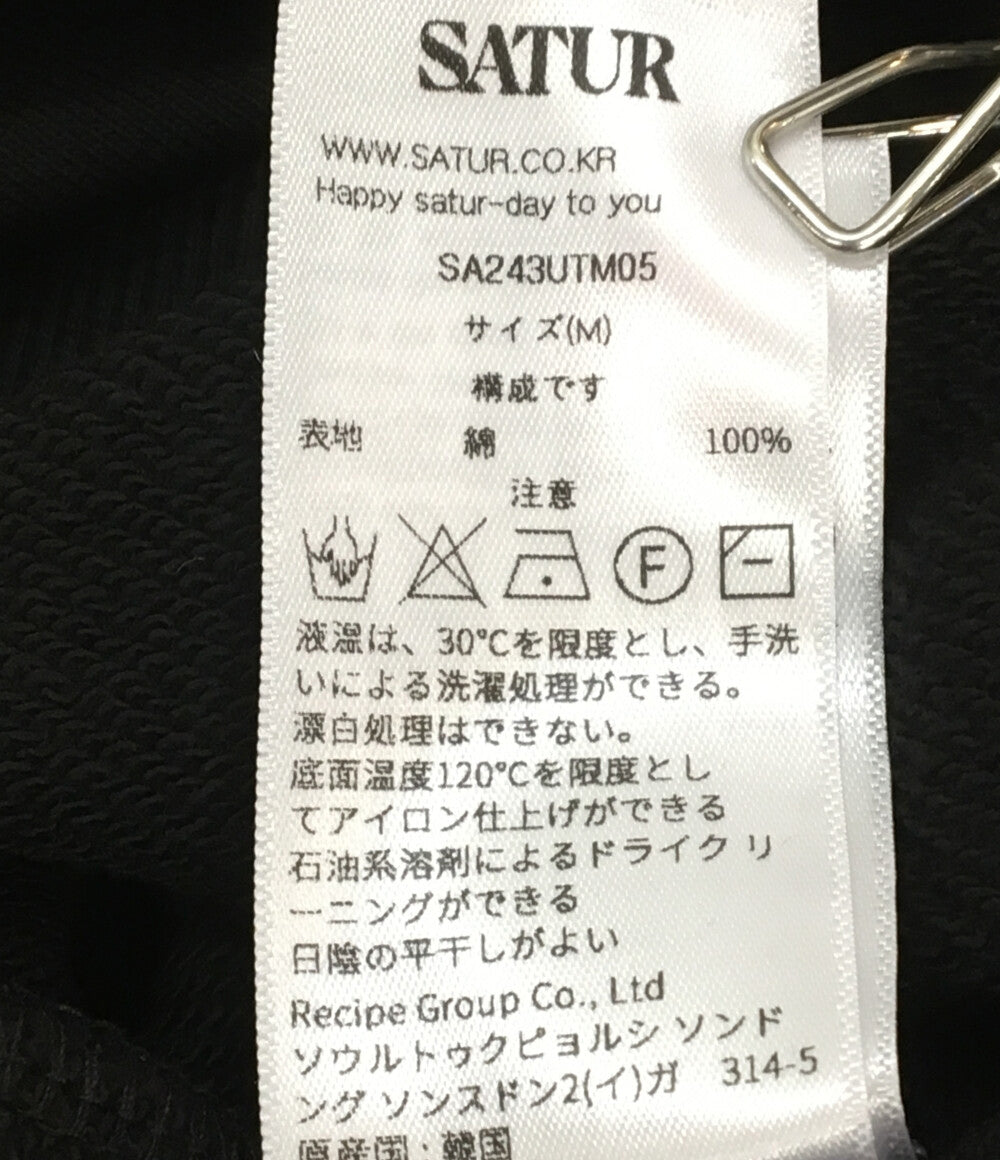 SATUR
WWW.SATUR.CO.KR
Happy satur-day to you
SA243UTM05
サイズ(M)
構成です
表地 綿 100%
注意
F
液温は、30℃を限度とし、手洗
いによる洗濯処理ができる。
漂白処理はできない。
底面温度120℃を限度とし
てアイロン仕上げができる
石油系溶剤によるドライクリ
ーニングができる
日陰の平干しがよい
Recipe Group Co., Ltd
ソウルトゥクピョルシ ソンド
ング ソンスドン2(イ)ガ 314-5
原産国：韓国